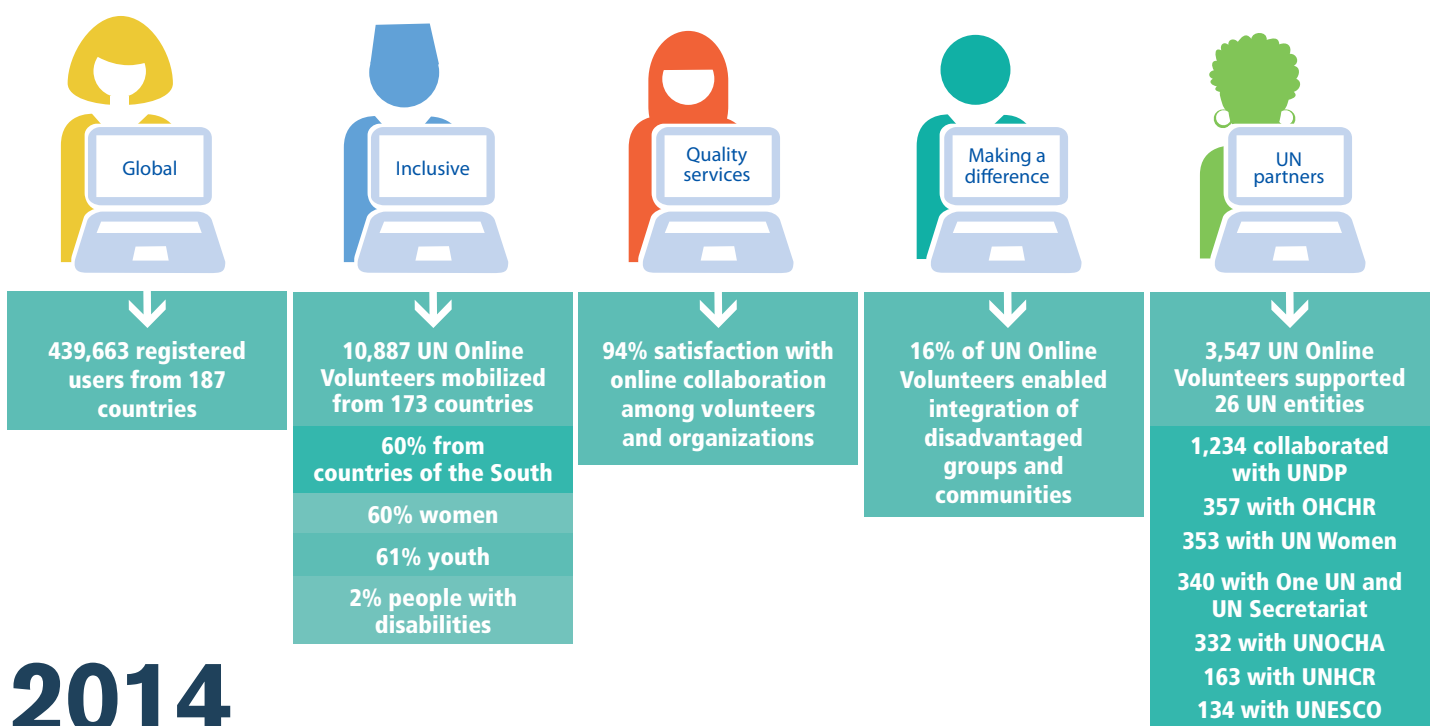 Global
439,663 registered
users from 187
countries
Inclusive
10,887 UN Online
Volunteers mobilized
from 173 countries
60% from
countries of the South
60% women
61% youth
2% people with
disabilities
Quality
services
94% satisfaction with
online collaboration
among volunteers
and organizations
Making a
difference
16% of UN Online
Volunteers enabled
integration of
disadvantaged
groups and
communities
UN
partners
3,547 UN Online
Volunteers supported
26 UN entities
1,234 collaborated
with UNDP
357 with OHCHR
353 with UN Women
340 with One UN and
UN Secretariat
332 with UNOCHA
163 with UNHCR
134 with UNESCO
2014